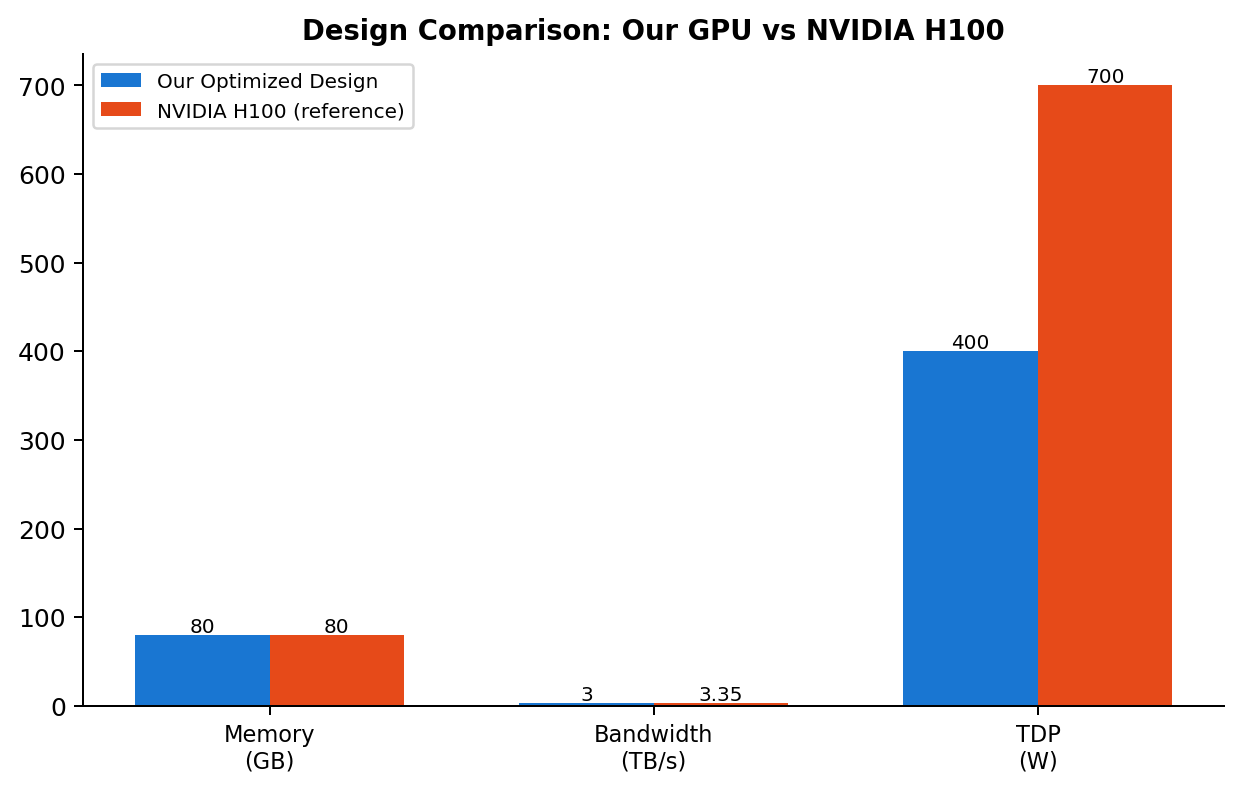 Design Comparison: Our GPU vs NVIDIA H100
Our Optimized Design
NVIDIA H100 (reference)
700
600
500
400
300
200
100
0
80
80
3
3.35
400
700
Memory
(GB)
Bandwidth
(TB/s)
TDP
(W)